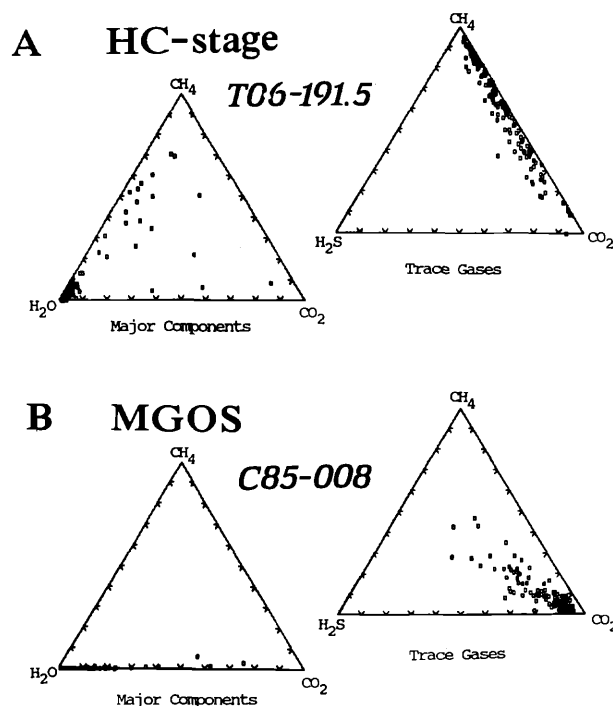 A HC-stage
T06-191.5
CH₄
H₂O
CO₂
Major Components
CH₄
H₂S
CO₂
Trace Gases
B MGOS
C85-008
CH₄
H₂O
CO₂
Major Components
CH₄
H₂S
CO₂
Trace Gases